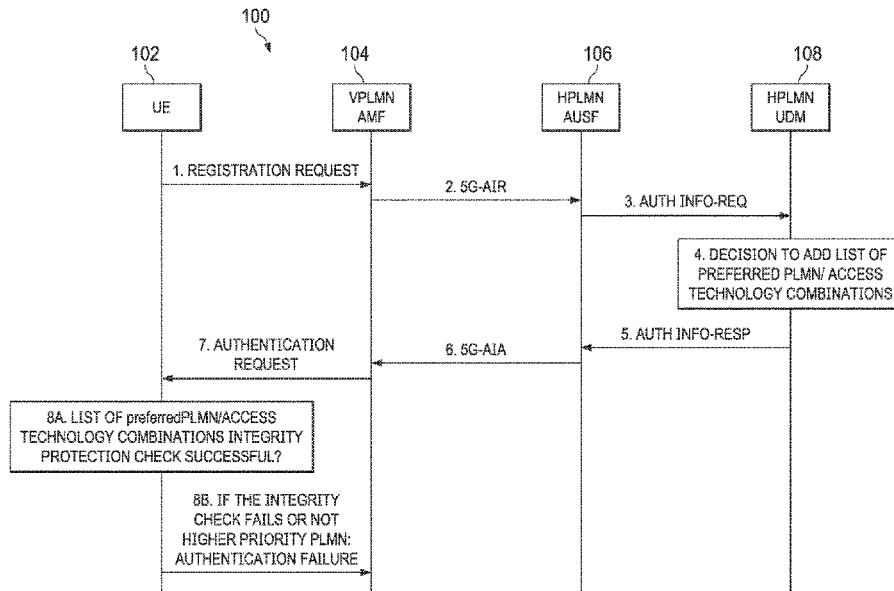 100
102
104
106
108
UE
VPLMN
AMF
HPLMN
AUSF
HPLMN
UDM
1. REGISTRATION REQUEST
2. 5G-AIR
3. AUTH INFO-REQ
4. DECISION TO ADD LIST OF
PREFERRED PLMN/ ACCESS
TECHNOLOGY COMBINATIONS
5. AUTH INFO-RESP
6. 5G-AIA
7. AUTHENTICATION
REQUEST
8A. LIST OF preferredPLMN/ACCESS
TECHNOLOGY COMBINATIONS INTEGRITY
PROTECTION CHECK SUCCESSFUL?
8B. IF THE INTEGRITY
CHECK FAILS OR NOT
HIGHER PRIORITY PLMN:
AUTHENTICATION FAILURE